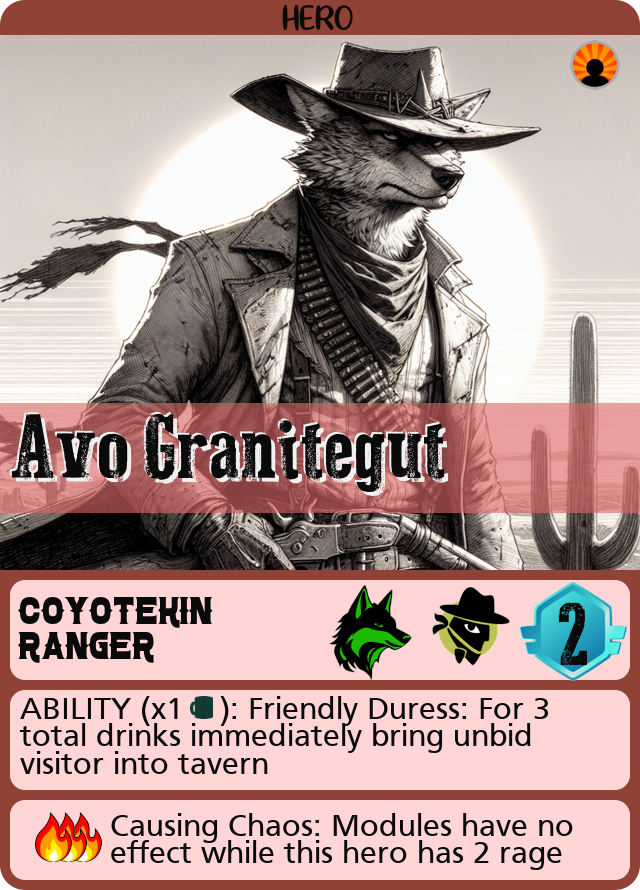 HERO
Avo Granitegut
COYOTEKIN
RANGER
2
ABILITY (x1 ): Friendly Duress: For 3
total drinks immediately bring unbid
visitor into tavern
Causing Chaos: Modules have no
effect while this hero has 2 rage